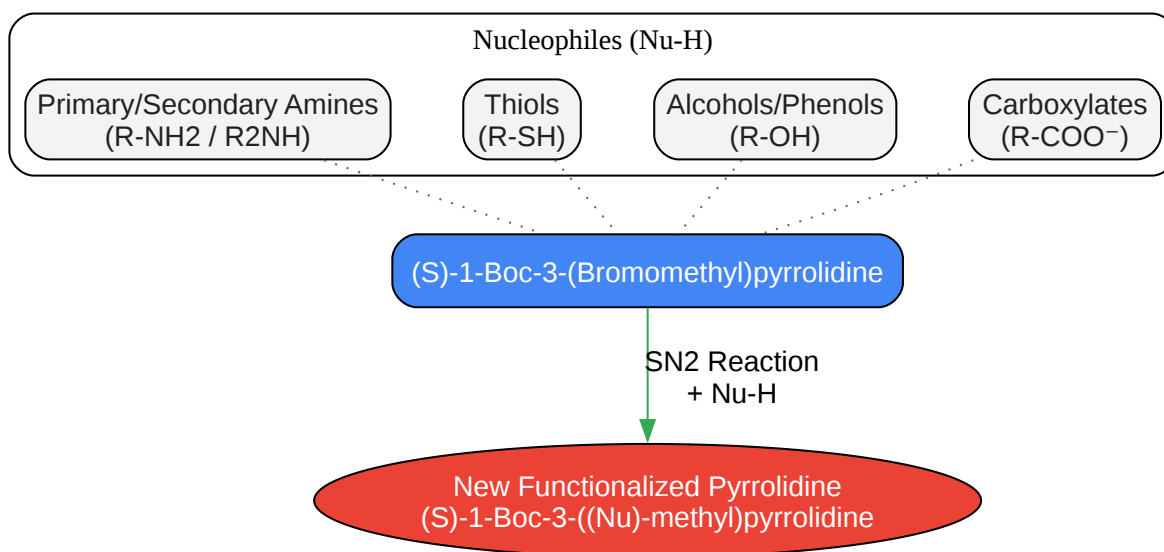 Nucleophiles (Nu-H)
Primary/Secondary Amines
(R-NH2 / R2NH)
Thiols
(R-SH)
Alcohols/Phenols
(R-OH)
Carboxylates
(R-COO⁻)
(S)-1-Boc-3-(Bromomethyl)pyrrolidine
SN2 Reaction
+ Nu-H
New Functionalized Pyrrolidine
(S)-1-Boc-3-((Nu)-methyl)pyrrolidine